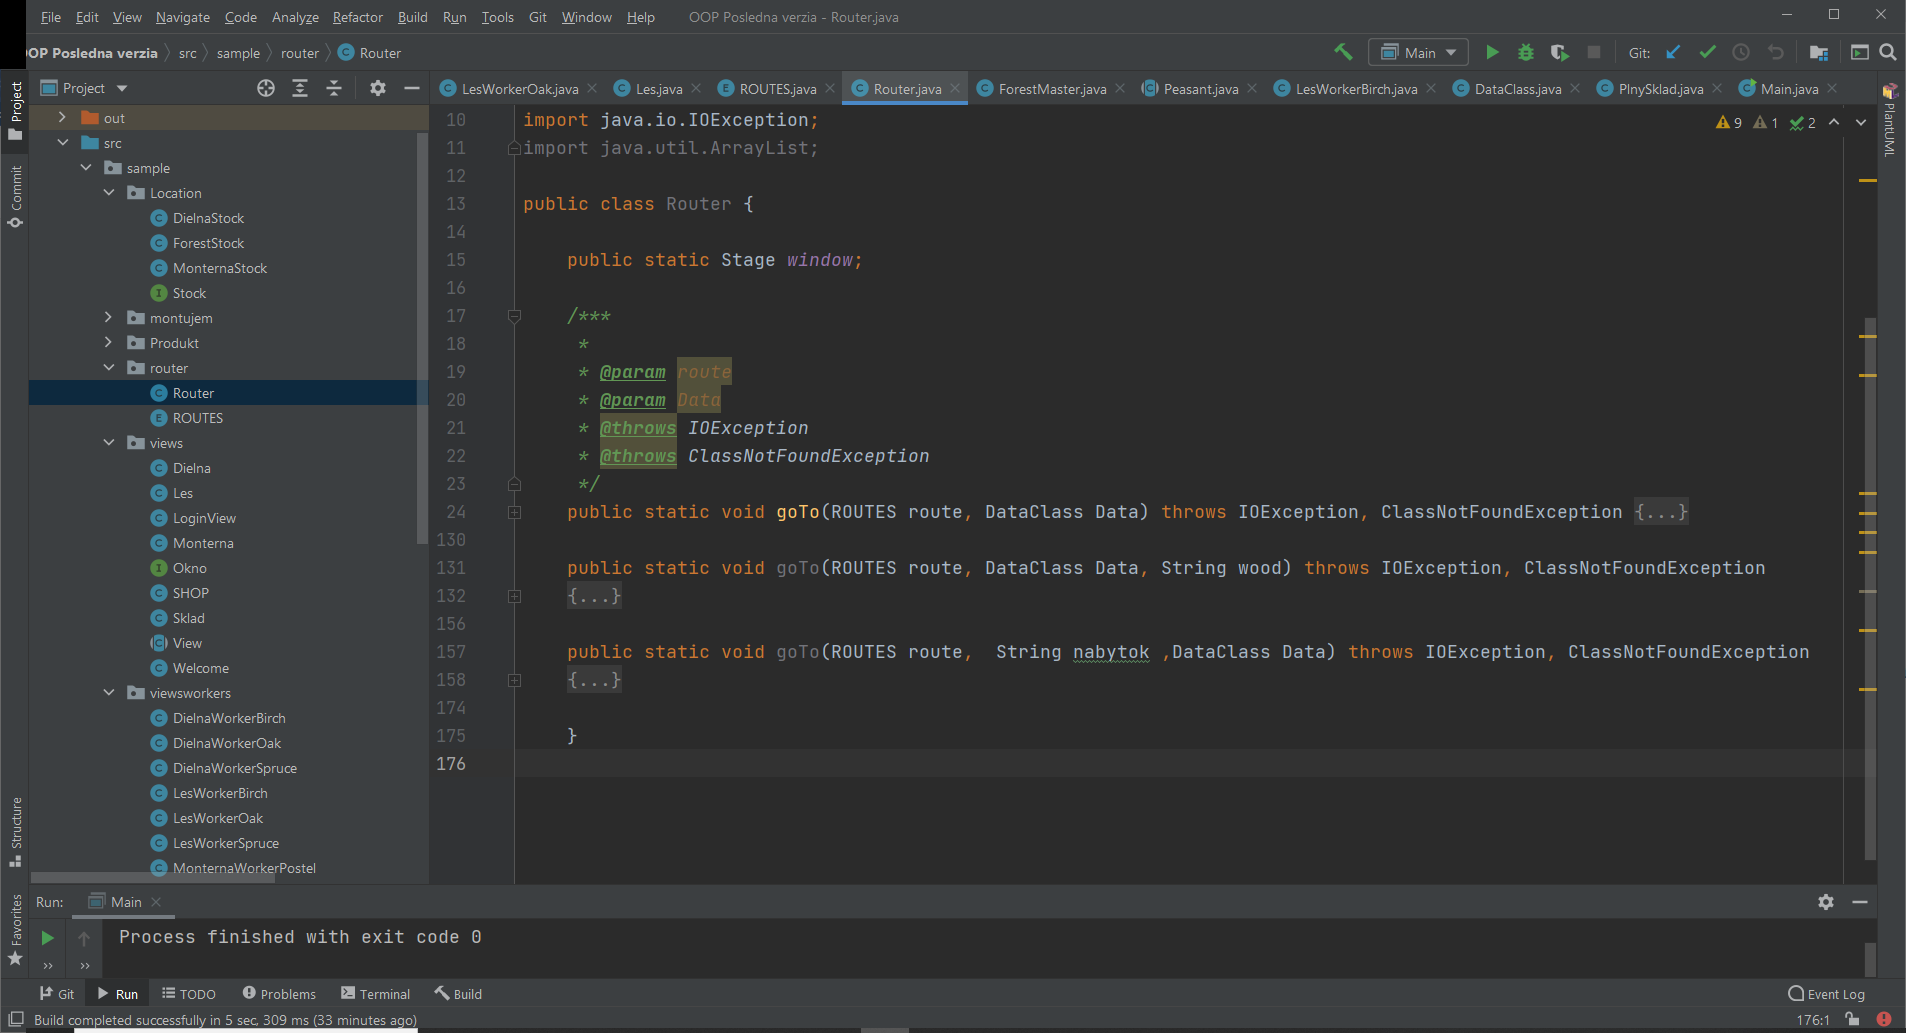 File Edit View Navigate Code Analyze Refactor Build Run Tools Git Window Help OOP Posledna verzia - Router.java
OOP Posledna verzia src sample router Router
Main Git:
Project
LesWorkerOak.java Les.java ROUTES.java Router.java ForestMaster.java Peasant.java LesWorkerBirch.java DataClass.java PlnySklad.java Main.java
Project
Commit
Structure
Favorites
PlantUML
out
src
sample
Location
DielnaStock
ForestStock
MonternaStock
Stock
montujem
Produkt
router
Router
ROUTES
views
Dielna
Les
LoginView
Monterna
Okno
SHOP
Sklad
View
Welcome
viewsworkers
DielnaWorkerBirch
DielnaWorkerOak
DielnaWorkerSpruce
LesWorkerBirch
LesWorkerOak
LesWorkerSpruce
MonternaWorkerPostel
9 1 2
10 import java.io.IOException;
11 import java.util.ArrayList;
12
13 public class Router {
14
15 public static Stage window;
16
17 /***
18 *
19 * @param route
20 * @param Data
21 * @throws IOException
22 * @throws ClassNotFoundException
23 */
24 public static void goTo(ROUTES route, DataClass Data) throws IOException, ClassNotFoundException {...}
130
131 public static void goTo(ROUTES route, DataClass Data, String wood) throws IOException, ClassNotFoundException
132 {...}
156
157 public static void goTo(ROUTES route, String nabytok ,DataClass Data) throws IOException, ClassNotFoundException
158 {...}
174
175 }
176
Run: Main
Process finished with exit code 0
Git Run TODO Problems Terminal Build Event Log
Build completed successfully in 5 sec, 309 ms (33 minutes ago) 176:1